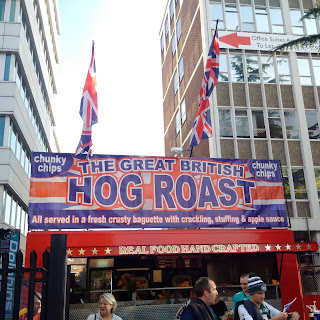 Office Suites
To
chunky
chips
THE GREAT BRITISH
chunky
chips
HOG ROAST
All served in a fresh crusty baguette with crackling, stuffing & apple sauce
REAL FOOD HAND CRAFTED